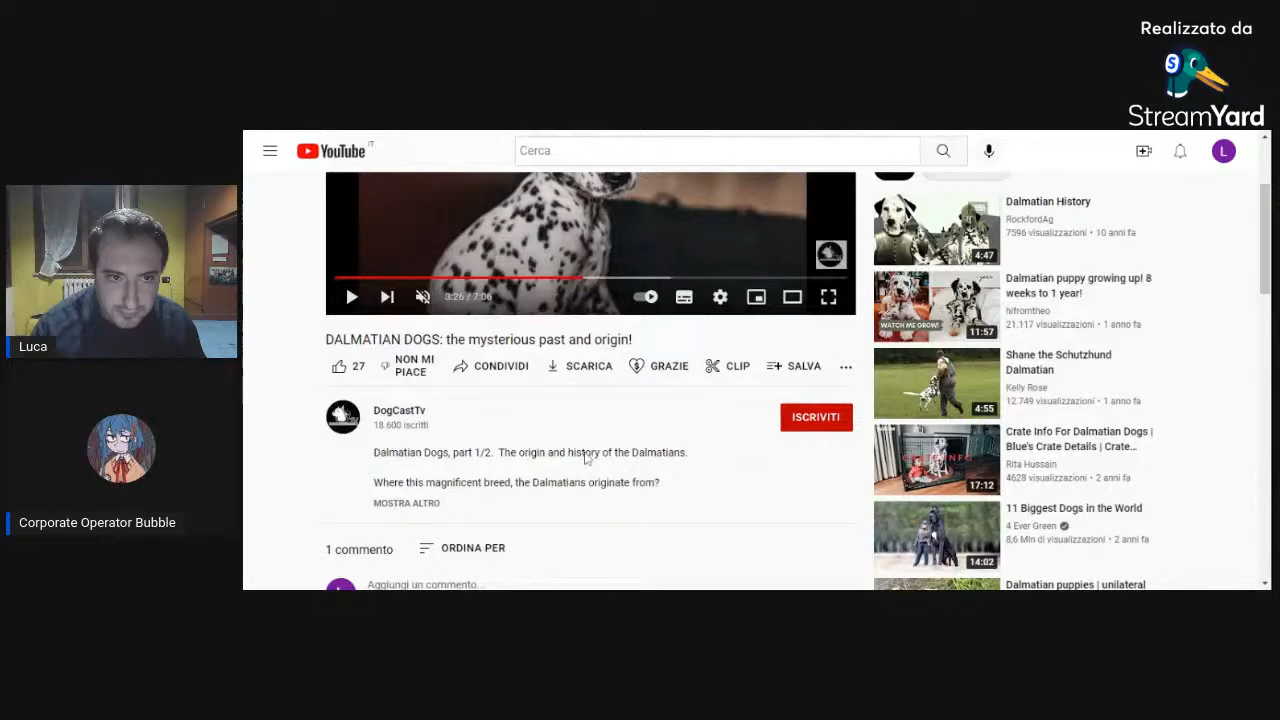 Realizzato da
S
StreamYard
YouTube IT
Cerca
L
3:26 / 7:06
DALMATIAN DOGS: the mysterious past and origin!
27
NON MI PIACE
CONDIVIDI
SCARICA
GRAZIE
CLIP
SALVA
DogCastTv
18.600 iscritti
ISCRIVITI
Dalmatian Dogs, part 1/2. The origin and history of the Dalmatians.
Where this magnificent breed, the Dalmatians originate from?
MOSTRA ALTRO
1 commento
ORDINA PER
Aggiungi un commento...
Dalmatian History
RockfordAg
7596 visualizzazioni • 10 anni fa
4:47
Dalmatian puppy growing up! 8
weeks to 1 year!
hifromtheo
21.117 visualizzazioni • 1 anno fa
WATCH ME GROW!
11:57
Shane the Schutzhund
Dalmatian
Kelly Rose
12.749 visualizzazioni • 1 anno fa
4:55
Crate Info For Dalmatian Dogs |
Blue's Crate Details | Crate...
Rita Hussain
4628 visualizzazioni • 2 anni fa
CRATE INFO
17:12
11 Biggest Dogs in the World
4 Ever Green
8,6 Mln di visualizzazioni • 2 anni fa
14:02
Dalmatian puppies | unilateral
Luca
Corporate Operator Bubble